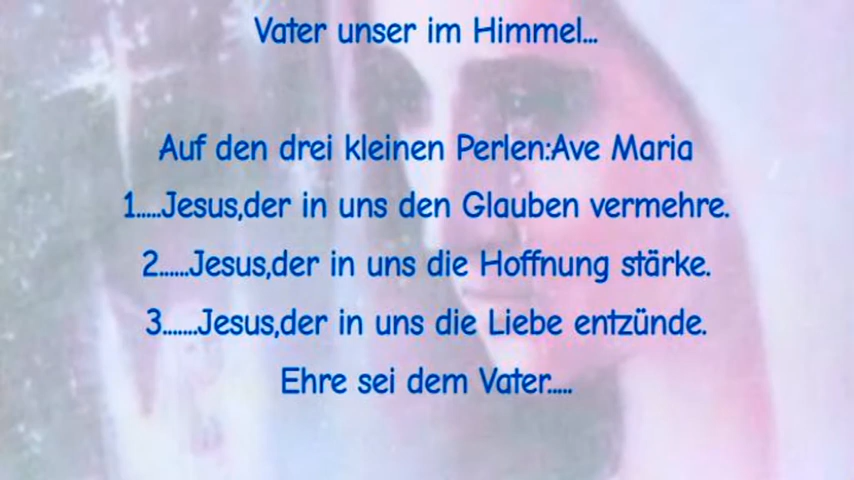 Vater unser im Himmel...
Auf den drei kleinen Perlen:Ave Maria
1.....Jesus,der in uns den Glauben vermehre.
2......Jesus,der in uns die Hoffnung stärke.
3.......Jesus,der in uns die Liebe entzünde.
Ehre sei dem Vater.....